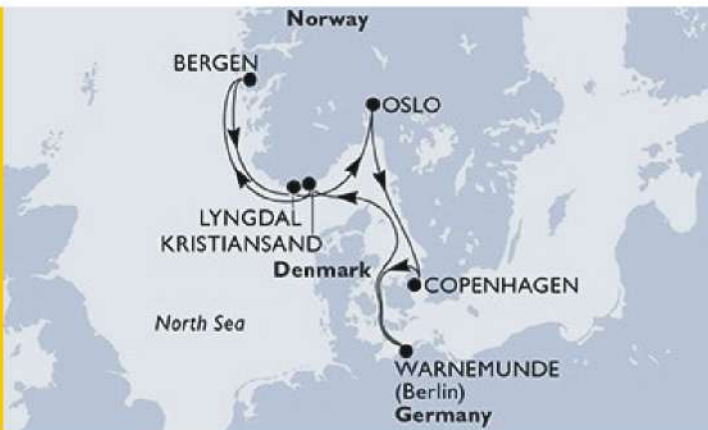 Norway
BERGEN
OSLO
LYNGDAL
KRISTIANSAND
Denmark
COPENHAGEN
North Sea
WARNEMUNDE
(Berlin)
Germany